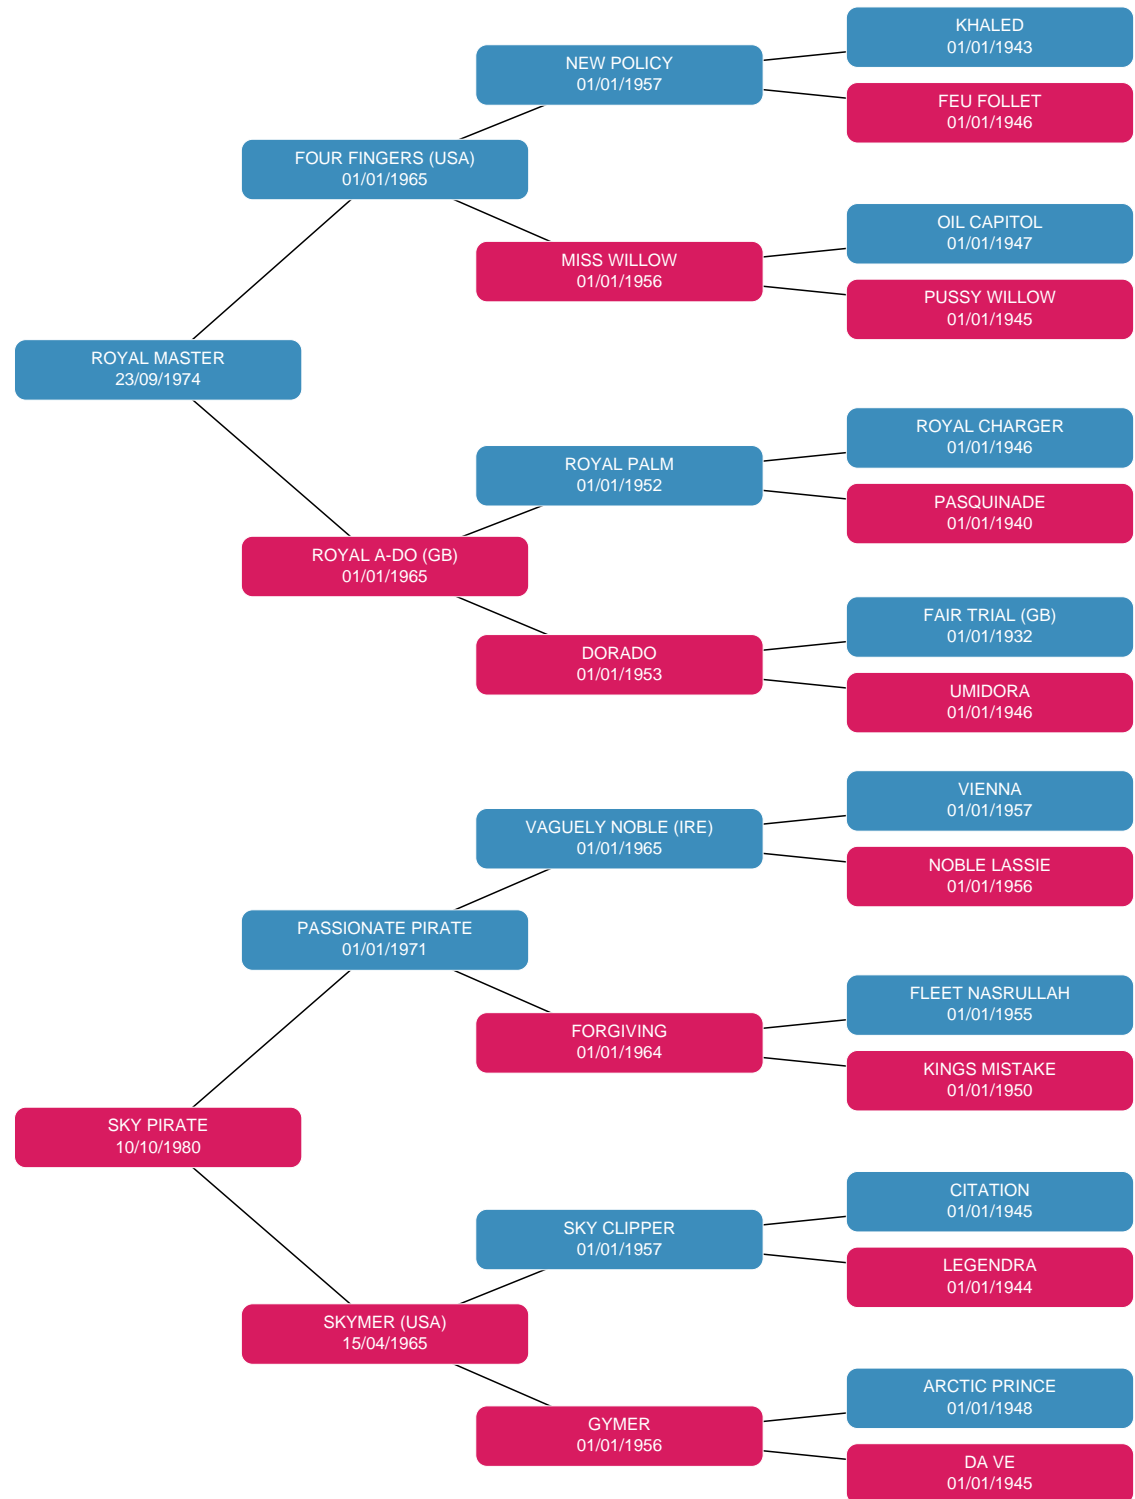 KHALED
01/01/1943
NEW POLICY
01/01/1957
FEU FOLLET
01/01/1946
FOUR FINGERS (USA)
01/01/1965
OIL CAPITOL
01/01/1947
MISS WILLOW
01/01/1956
PUSSY WILLOW
01/01/1945
ROYAL MASTER
23/09/1974
ROYAL CHARGER
01/01/1946
ROYAL PALM
01/01/1952
PASQUINADE
01/01/1940
ROYAL A-DO (GB)
01/01/1965
FAIR TRIAL (GB)
01/01/1932
DORADO
01/01/1953
UMIDORA
01/01/1946
VIENNA
01/01/1957
VAGUELY NOBLE (IRE)
01/01/1965
NOBLE LASSIE
01/01/1956
PASSIONATE PIRATE
01/01/1971
FLEET NASRULLAH
01/01/1955
FORGIVING
01/01/1964
KINGS MISTAKE
01/01/1950
SKY PIRATE
10/10/1980
CITATION
01/01/1945
SKY CLIPPER
01/01/1957
LEGENDRA
01/01/1944
SKYMER (USA)
15/04/1965
ARCTIC PRINCE
01/01/1948
GYMER
01/01/1956
DA VE
01/01/1945